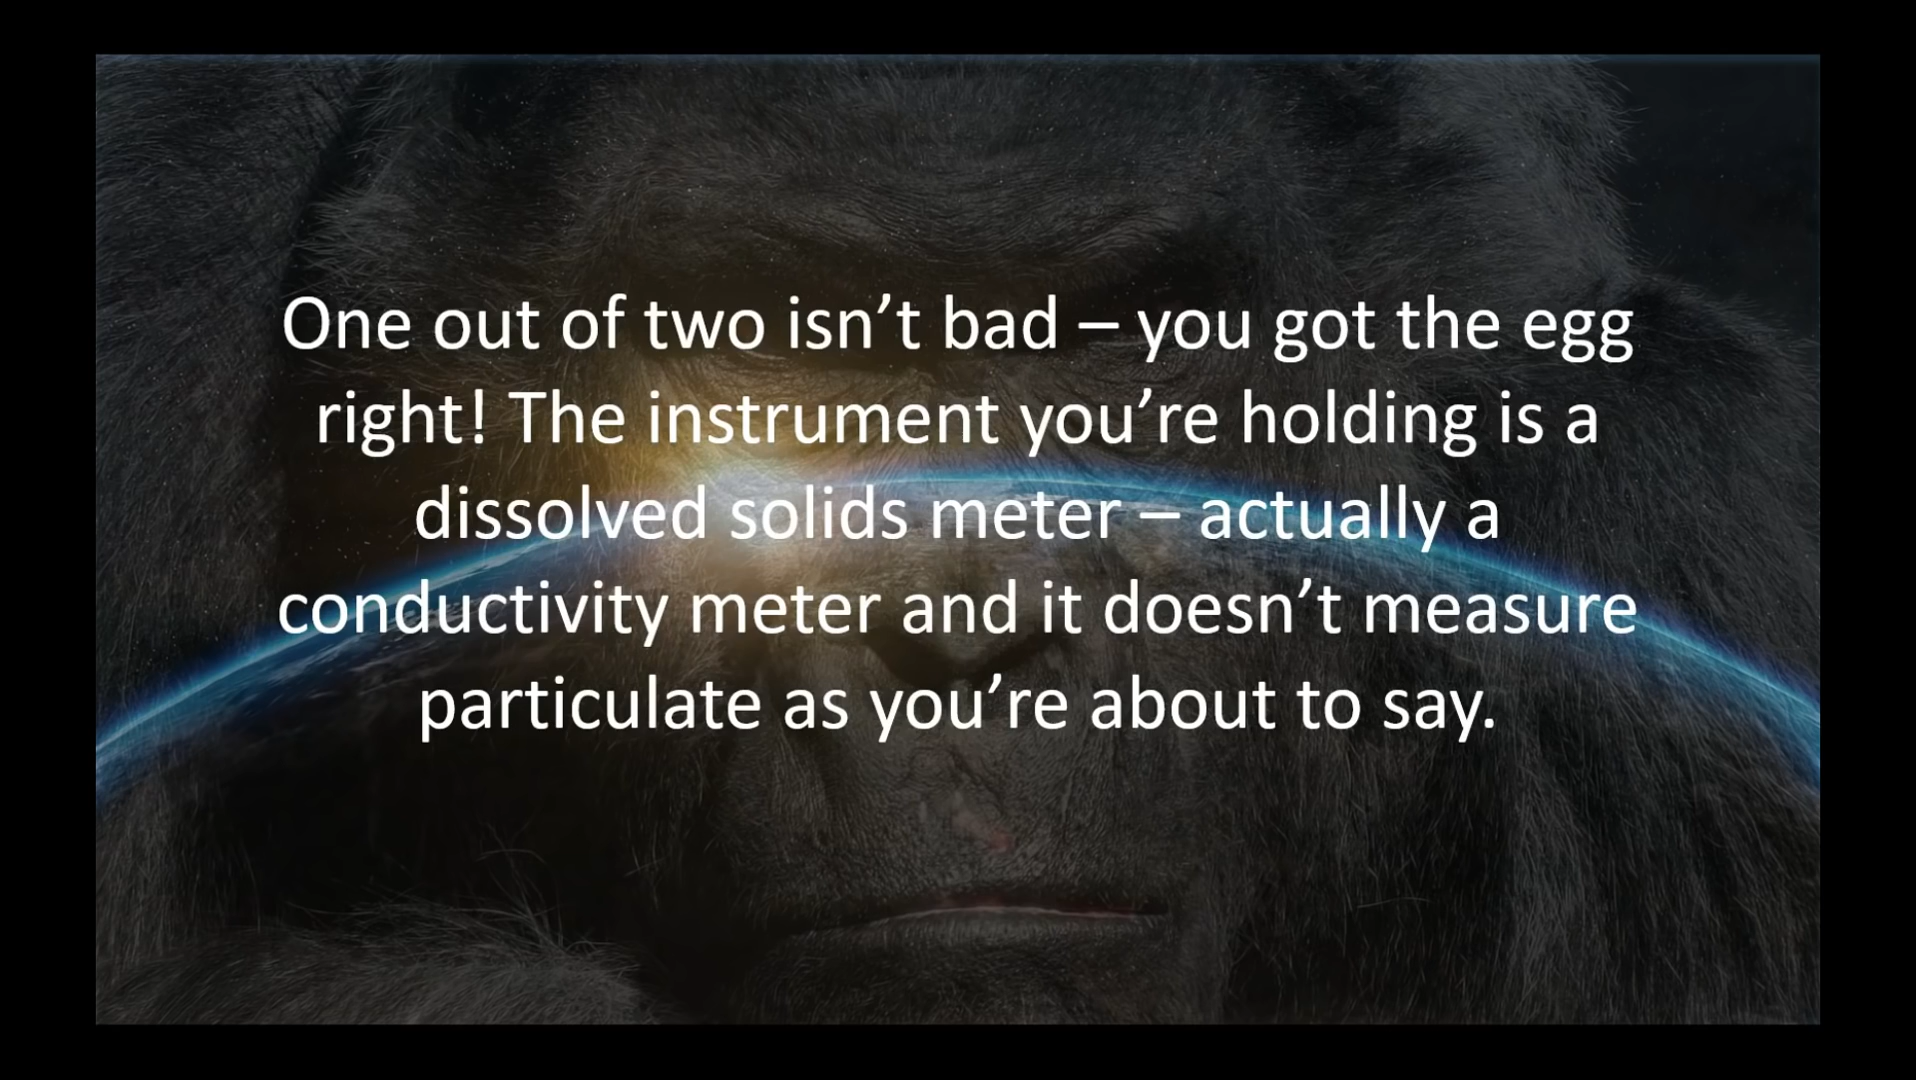 One out of two isn’t bad – you got the egg
right! The instrument you’re holding is a
dissolved solids meter – actually a
conductivity meter and it doesn’t measure
particulate as you’re about to say.